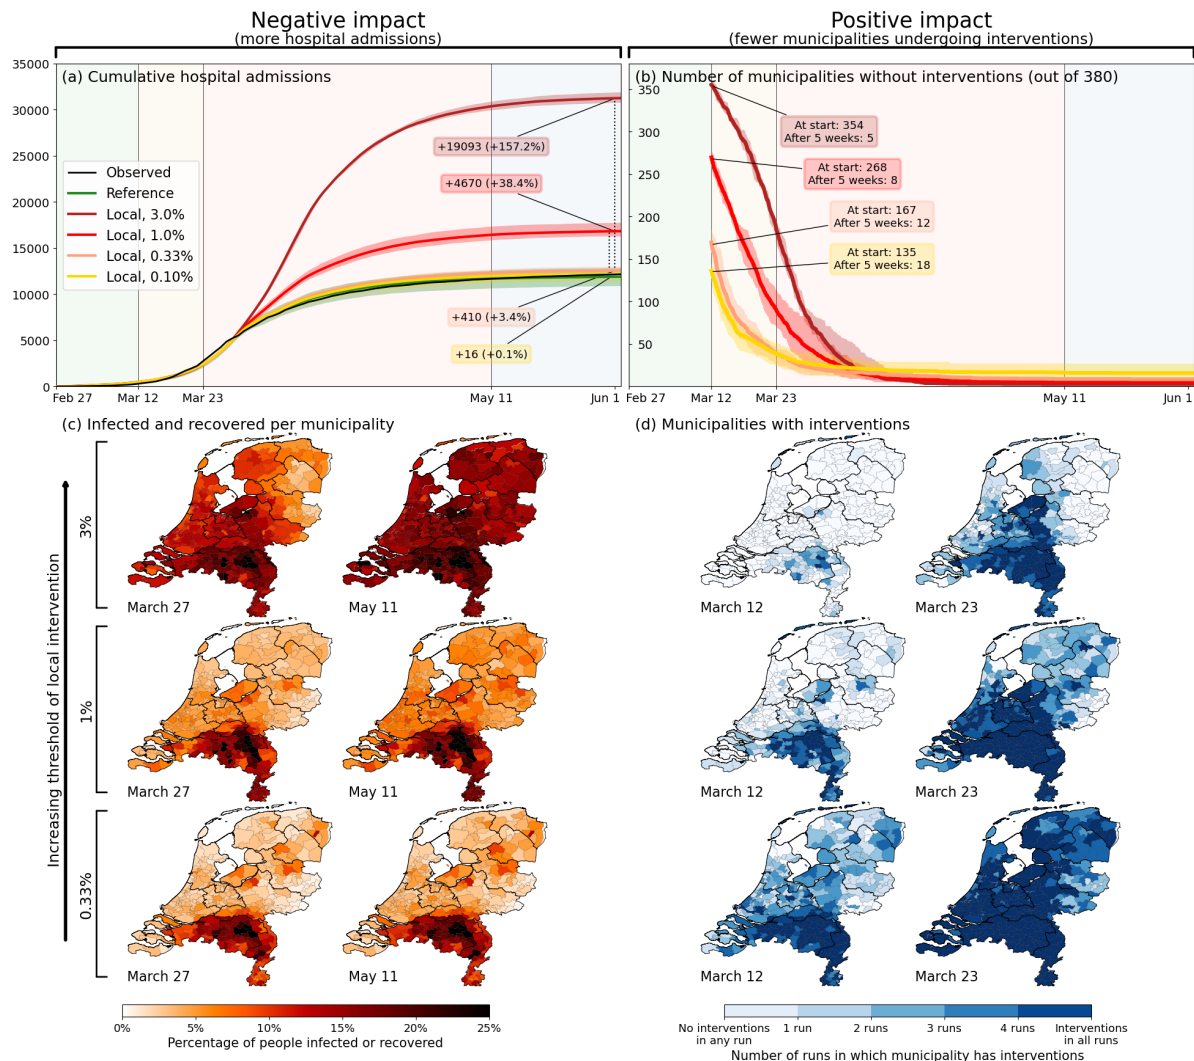 Negative impact
(more hospital admissions)
Positive impact
(fewer municipalities undergoing interventions)
(a) Cumulative hospital admissions
35000
30000
25000
20000
15000
10000
5000
0
Observed
Reference
Local, 3.0%
Local, 1.0%
Local, 0.33%
Local, 0.10%
+19093 (+157.2%)
+4670 (+38.4%)
+410 (+3.4%)
+16 (+0.1%)
Feb 27
Mar 12
Mar 23
May 11
Jun 1
(b) Number of municipalities without interventions (out of 380)
350
300
250
200
150
100
50
At start: 354
After 5 weeks: 5
At start: 268
After 5 weeks: 8
At start: 167
After 5 weeks: 12
At start: 135
After 5 weeks: 18
Feb 27
Mar 12
Mar 23
May 11
Jun 1
(c) Infected and recovered per municipality
Increasing threshold of local intervention
3%
March 27
May 11
1%
March 27
May 11
0.33%
March 27
May 11
0%
5%
10%
15%
20%
25%
Percentage of people infected or recovered
(d) Municipalities with interventions
March 12
March 23
March 12
March 23
March 12
March 23
No interventions
in any run
1 run
2 runs
3 runs
4 runs
Interventions
in all runs
Number of runs in which municipality has interventions